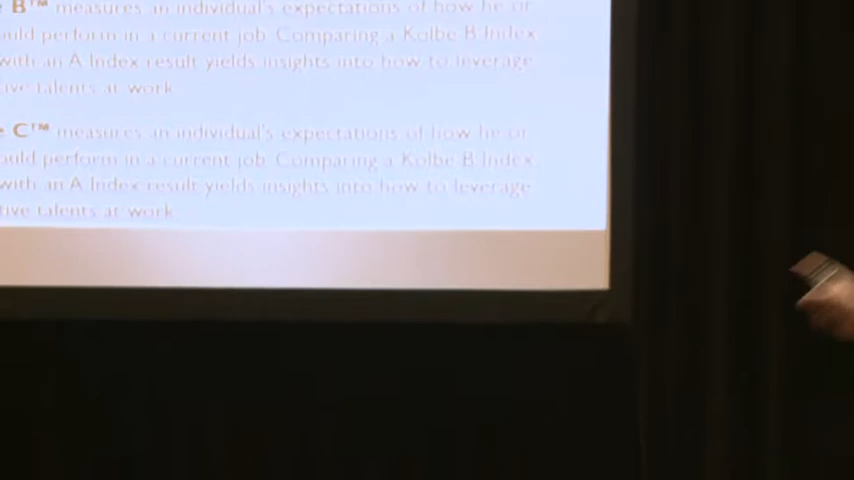 B™ measures an individual's expectations of how he or
ould perform in a current job Comparing a Kolbe B Index
with an A Index result yields insights into how to leverage
tive talents at work
C™ measures an individual's expectations of how he or
ould perform in a current job Comparing a Kolbe B Index
with an A Index result yields insights into how to leverage
tive talents at work